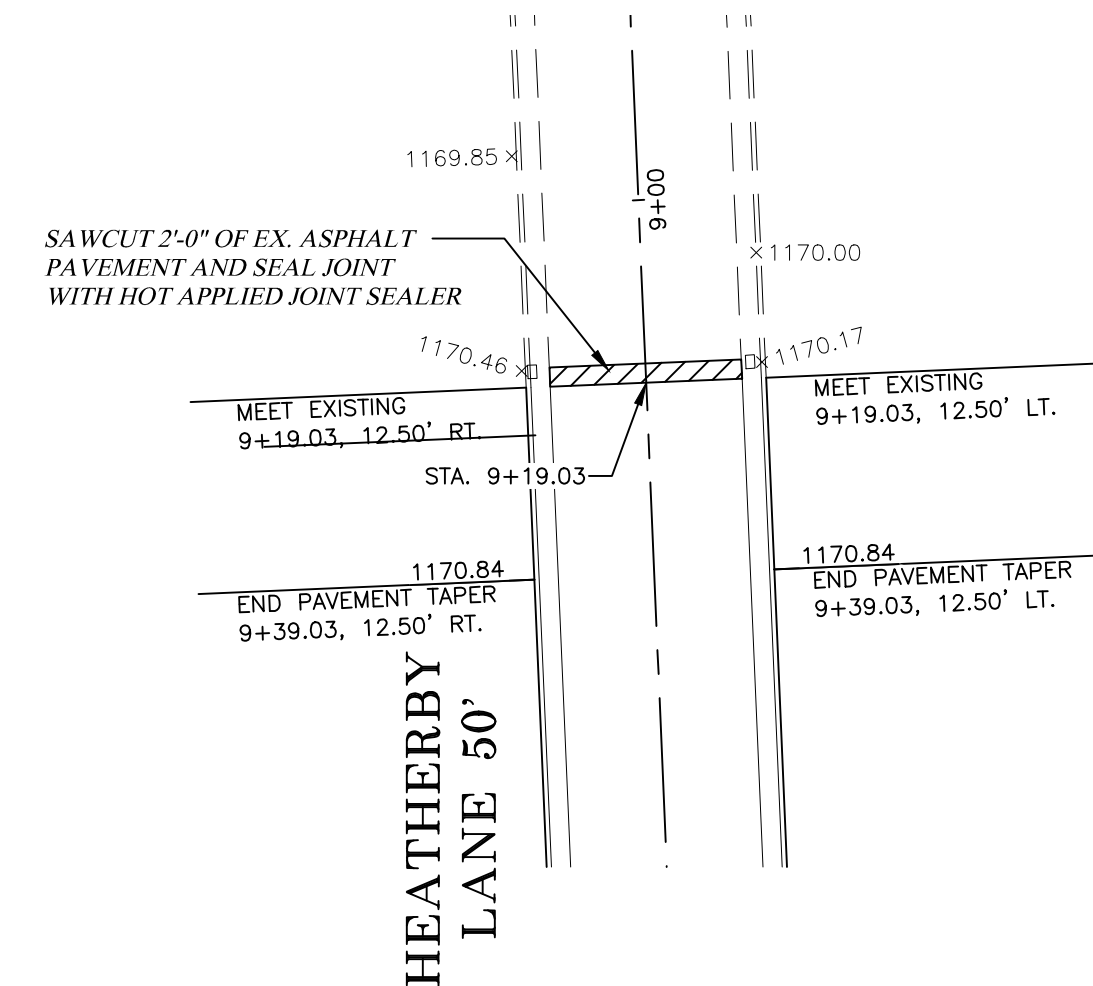 1169.85
9+00
SAWCUT 2'-0" OF EX. ASPHALT
PAVEMENT AND SEAL JOINT
WITH HOT APPLIED JOINT SEALER
1170.00
1170.46
1170.17
MEET EXISTING
9+19.03, 12.50' RT.
MEET EXISTING
9+19.03, 12.50' LT.
STA. 9+19.03
1170.84
END PAVEMENT TAPER
9+39.03, 12.50' RT.
1170.84
END PAVEMENT TAPER
9+39.03, 12.50' LT.
HEATHERBY
LANE 50'